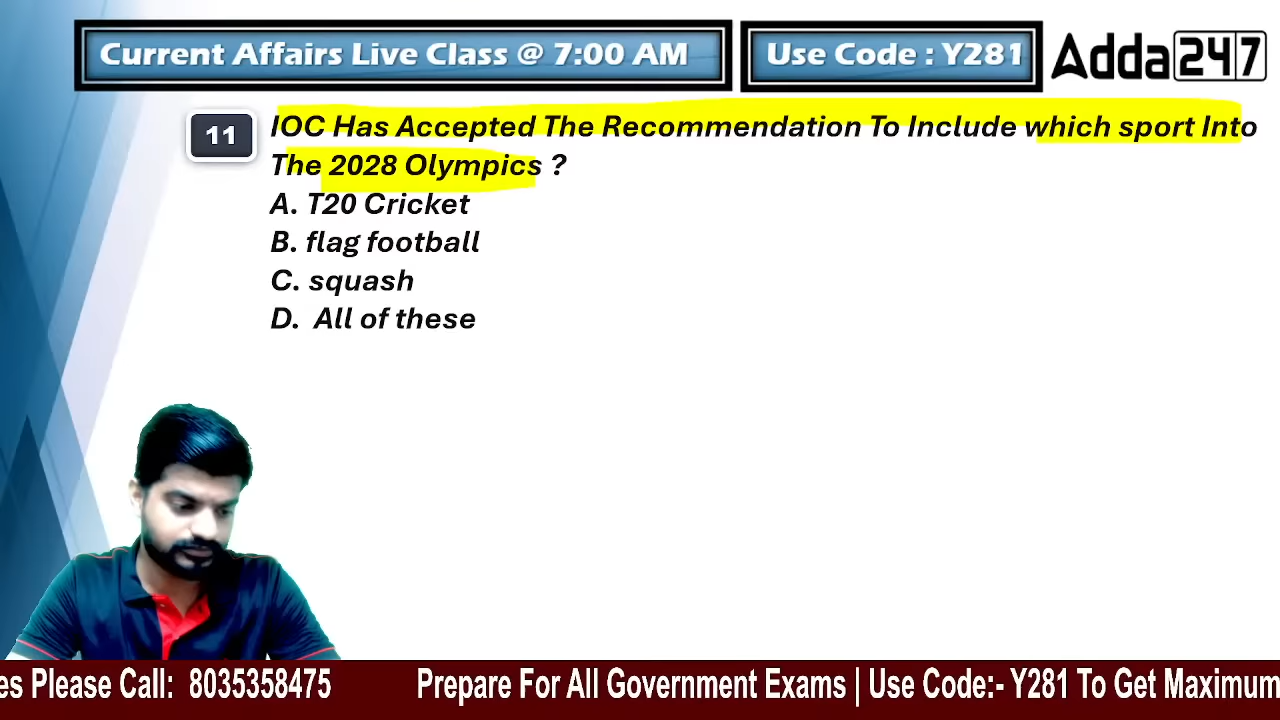 Current Affairs Live Class @ 7:00 AM
Use Code : Y281
Adda247
11
IOC Has Accepted The Recommendation To Include which sport Into
The 2028 Olympics ?
A. T20 Cricket
B. flag football
C. squash
D. All of these
es Please Call: 8035358475 Prepare For All Government Exams | Use Code:- Y281 To Get Maximum